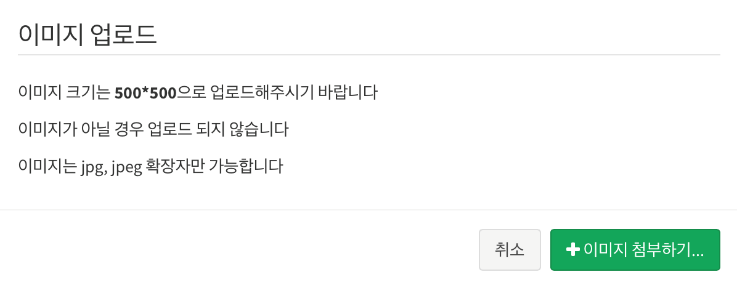 이미지 업로드
이미지 크기는 500*500으로 업로드해주시기 바랍니다
이미지가 아닐 경우 업로드 되지 않습니다
이미지는 jpg, jpeg 확장자만 가능합니다
취소
이미지 첨부하기...